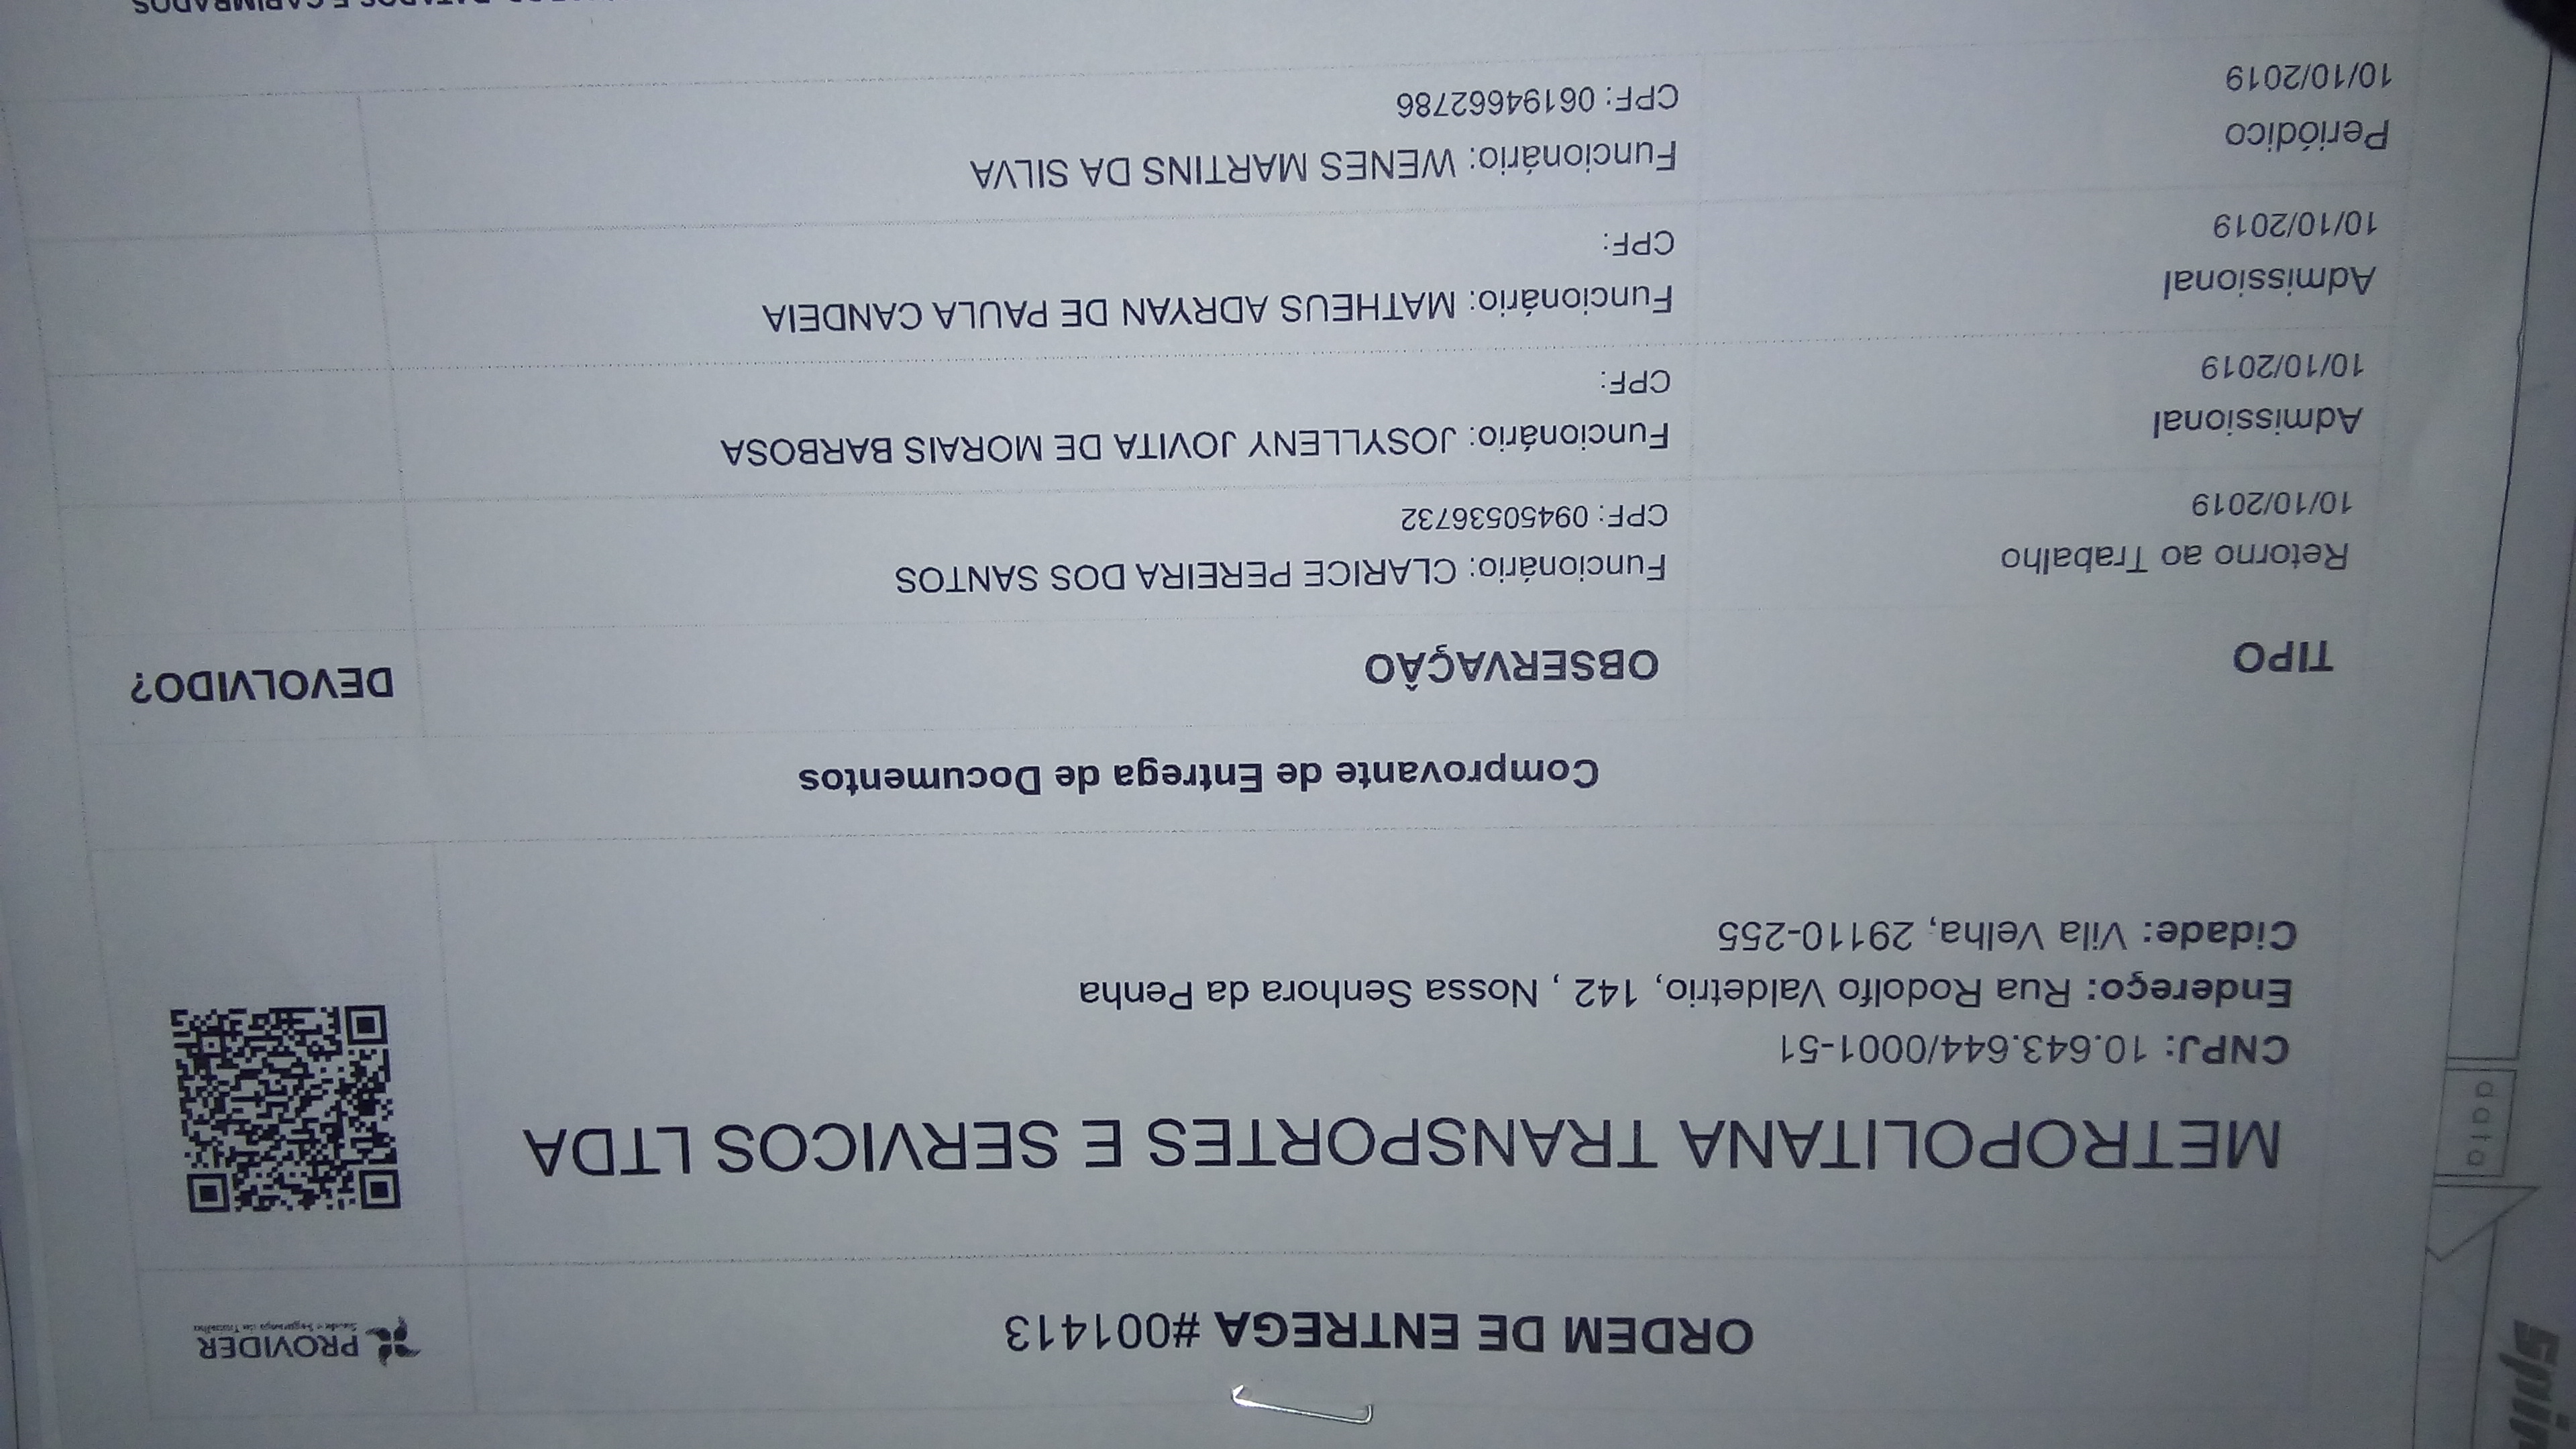 ORDEM DE ENTREGA #001413
PROVIDER
Saúde e Segurança do Trabalho
METROPOLITANA TRANSPORTES E SERVICOS LTDA
CNPJ: 10.643.644/0001-51
Endereço: Rua Rodolfo Valdetrio, 142 , Nossa Senhora da Penha
Cidade: Vila Velha, 29110-255
Comprovante de Entrega de Documentos
TIPO OBSERVAÇÃO DEVOLVIDO?
Retorno ao Trabalho Funcionário: CLARICE PEREIRA DOS SANTOS
10/10/2019 CPF: 09450536732
Admissional Funcionário: JOSYLLENY JOVITA DE MORAIS BARBOSA
10/10/2019 CPF:
Admissional Funcionário: MATHEUS ADRYAN DE PAULA CANDEIA
10/10/2019 CPF:
Periódico Funcionário: WENES MARTINS DA SILVA
10/10/2019 CPF: 06194662786
E CARIMBADOS
data